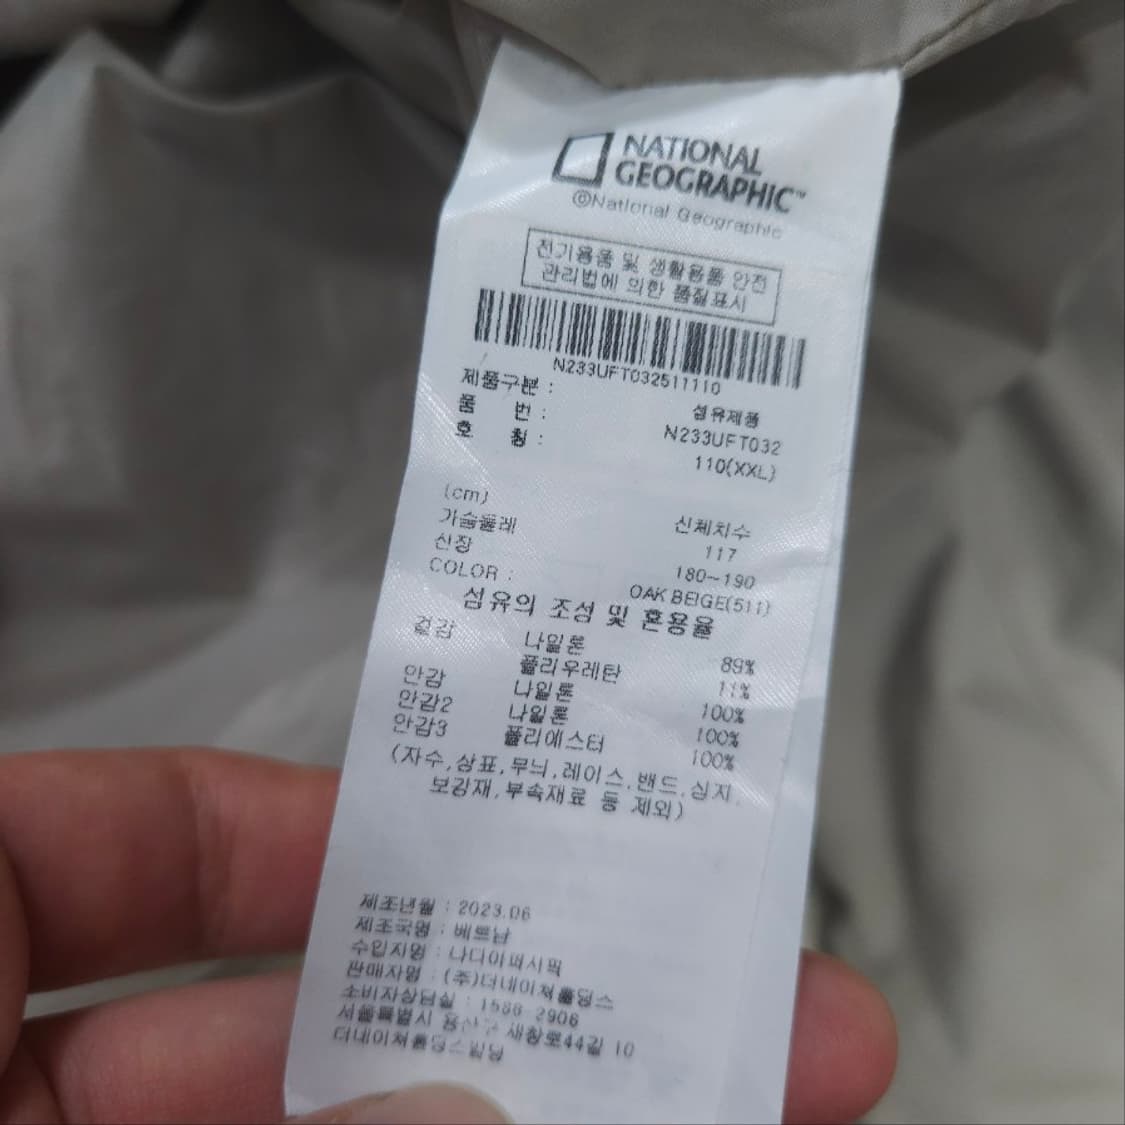 NATIONAL
GEOGRAPHIC™
©National Geographic
전기용품 및 생활용품 안전
관리법에 의한 품질표시
N233UFT032511110
제품구분 : 섬유제품
품 번 : N233UFT032
호 칭 : 110(XXL)
(cm) 신체치수
가슴둘레 117
신장 180~190
COLOR : OAK BEIGE(511)
섬유의 조성 및 혼용율
겉감 나일론 89%
폴리우레탄 11%
안감 나일론 100%
안감2 나일론 100%
안감3 폴리에스터 100%
(자수,상표,무늬,레이스,밴드,심지,
보강재,부속재료 등 제외)
제조년월 : 2023.06
제조국명 : 베트남
수입자명 : 나디아퍼시픽
판매자명 : (주)더네이쳐홀딩스
소비자상담실 : 1588 2906
서울특별시 용산구 새창로44길 10
더네이쳐홀딩스빌딩